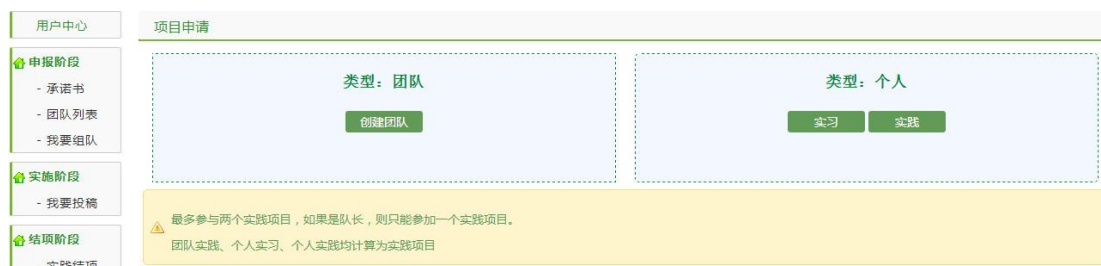 用户中心
项目申请
申报阶段
- 承诺书
- 团队列表
- 我要组队
实施阶段
- 我要投稿
结项阶段
- 实践结项
类型：团队
创建团队
类型：个人
实习
实践
最多参与两个实践项目，如果是队长，则只能参加一个实践项目。
团队实践、个人实习、个人实践均计算为实践项目